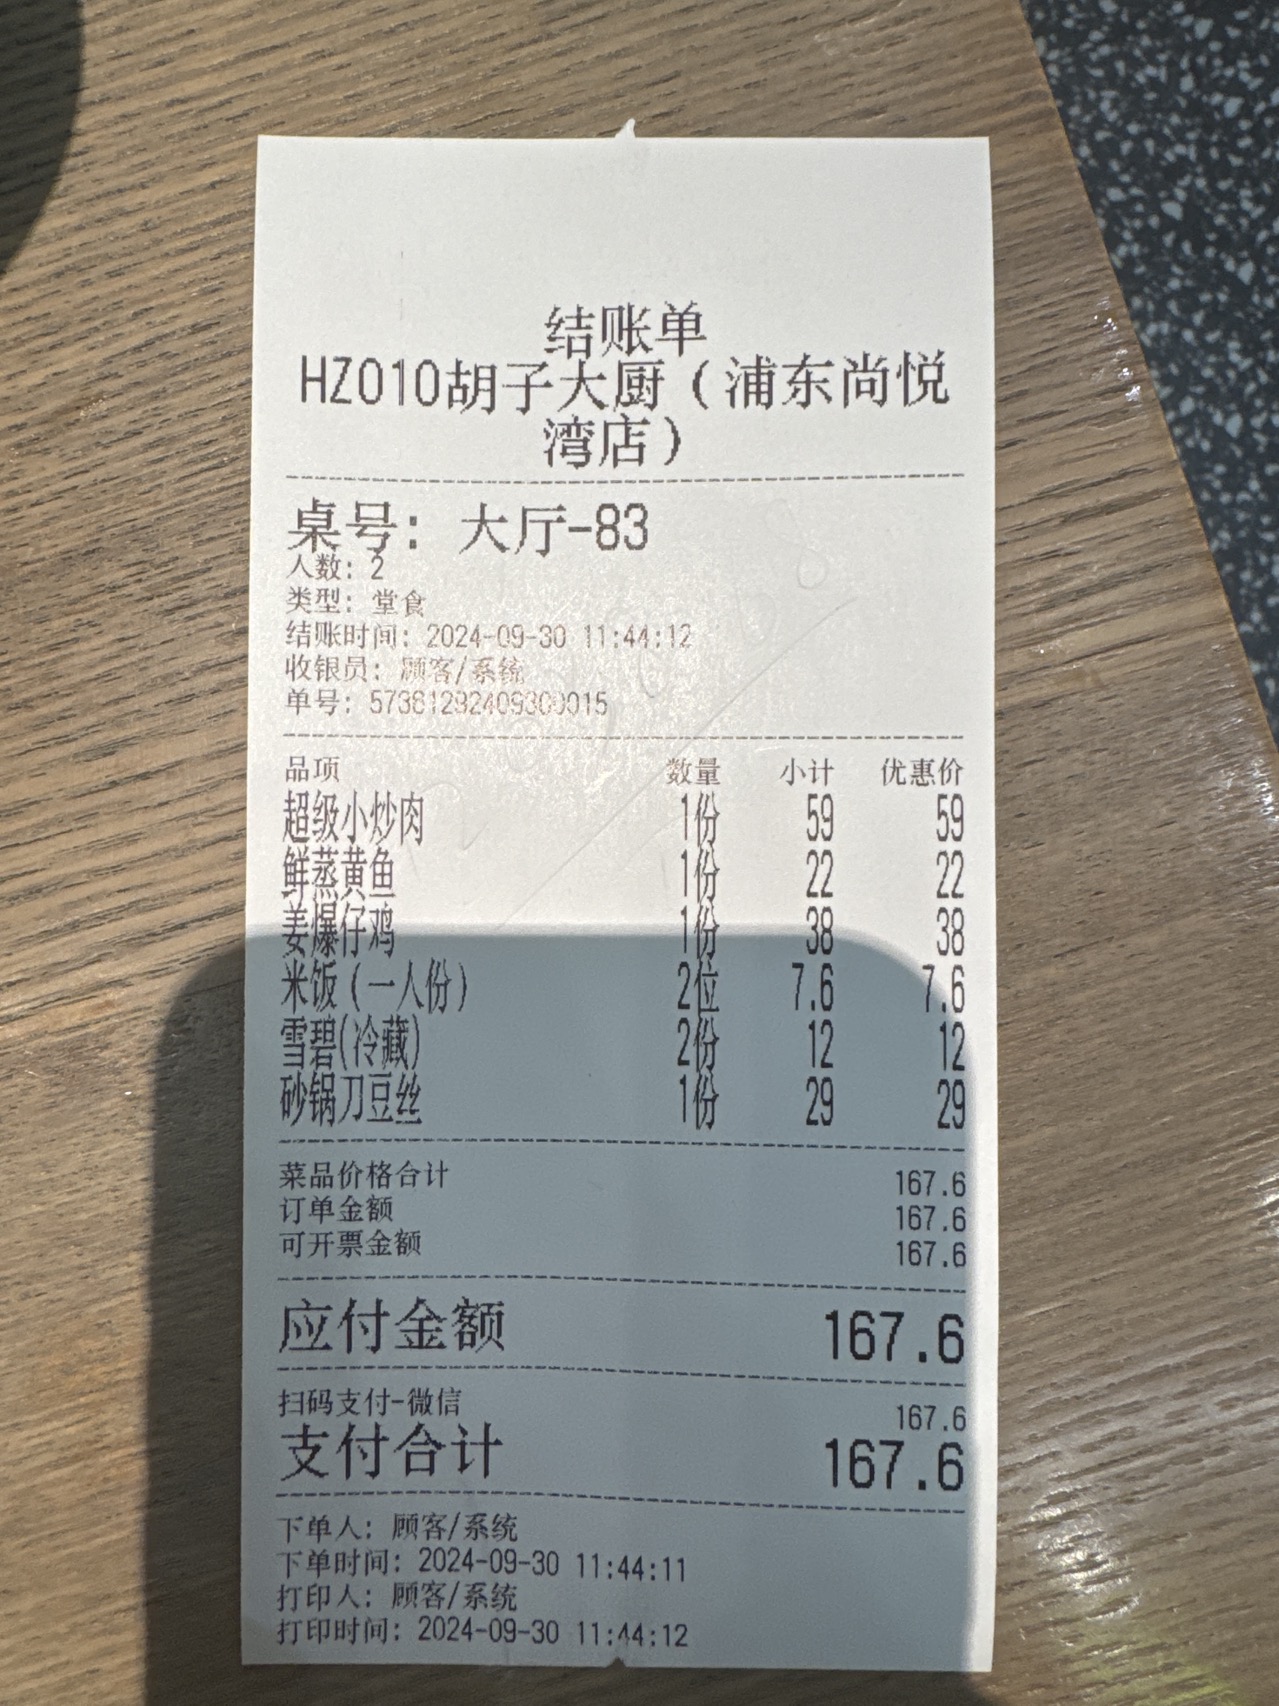 结账单
HZ010胡子大厨（浦东尚悦
湾店）
桌号： 大厅-83
人数: 2
类型: 堂食
结账时间: 2024-09-30 11:44:12
收银员: 顾客/系统
单号: 57361292409300015
品项 数量 小计 优惠价
超级小炒肉 1份 59 59
鲜蒸黄鱼 1份 22 22
姜爆仔鸡 1份 38 38
米饭（一人份） 2位 7.6 7.6
雪碧(冷藏) 2份 12 12
砂锅刀豆丝 1份 29 29
菜品价格合计 167.6
订单金额 167.6
可开票金额 167.6
应付金额 167.6
扫码支付-微信 167.6
支付合计 167.6
下单人: 顾客/系统
下单时间: 2024-09-30 11:44:11
打印人: 顾客/系统
打印时间: 2024-09-30 11:44:12